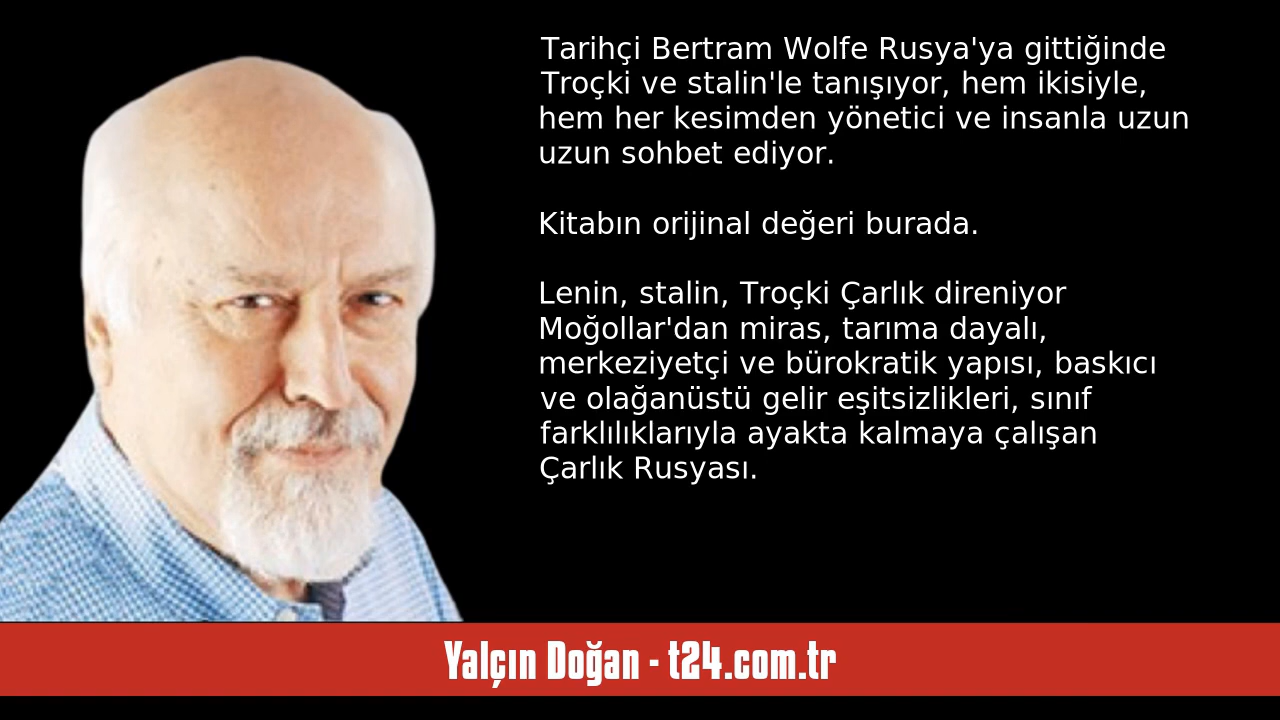 Tarihçi Bertram Wolfe Rusya'ya gittiğinde
Troçki ve stalin'le tanışıyor, hem ikisiyle,
hem her kesimden yönetici ve insanla uzun
uzun sohbet ediyor.
Kitabın orijinal değeri burada.
Lenin, stalin, Troçki Çarlık direniyor
Moğollar'dan miras, tarıma dayalı,
merkeziyetçi ve bürokratik yapısı, baskıcı
ve olağanüstü gelir eşitsizlikleri, sınıf
farklılıklarıyla ayakta kalmaya çalışan
Çarlık Rusyası.
Yalçın Doğan - t24.com.tr